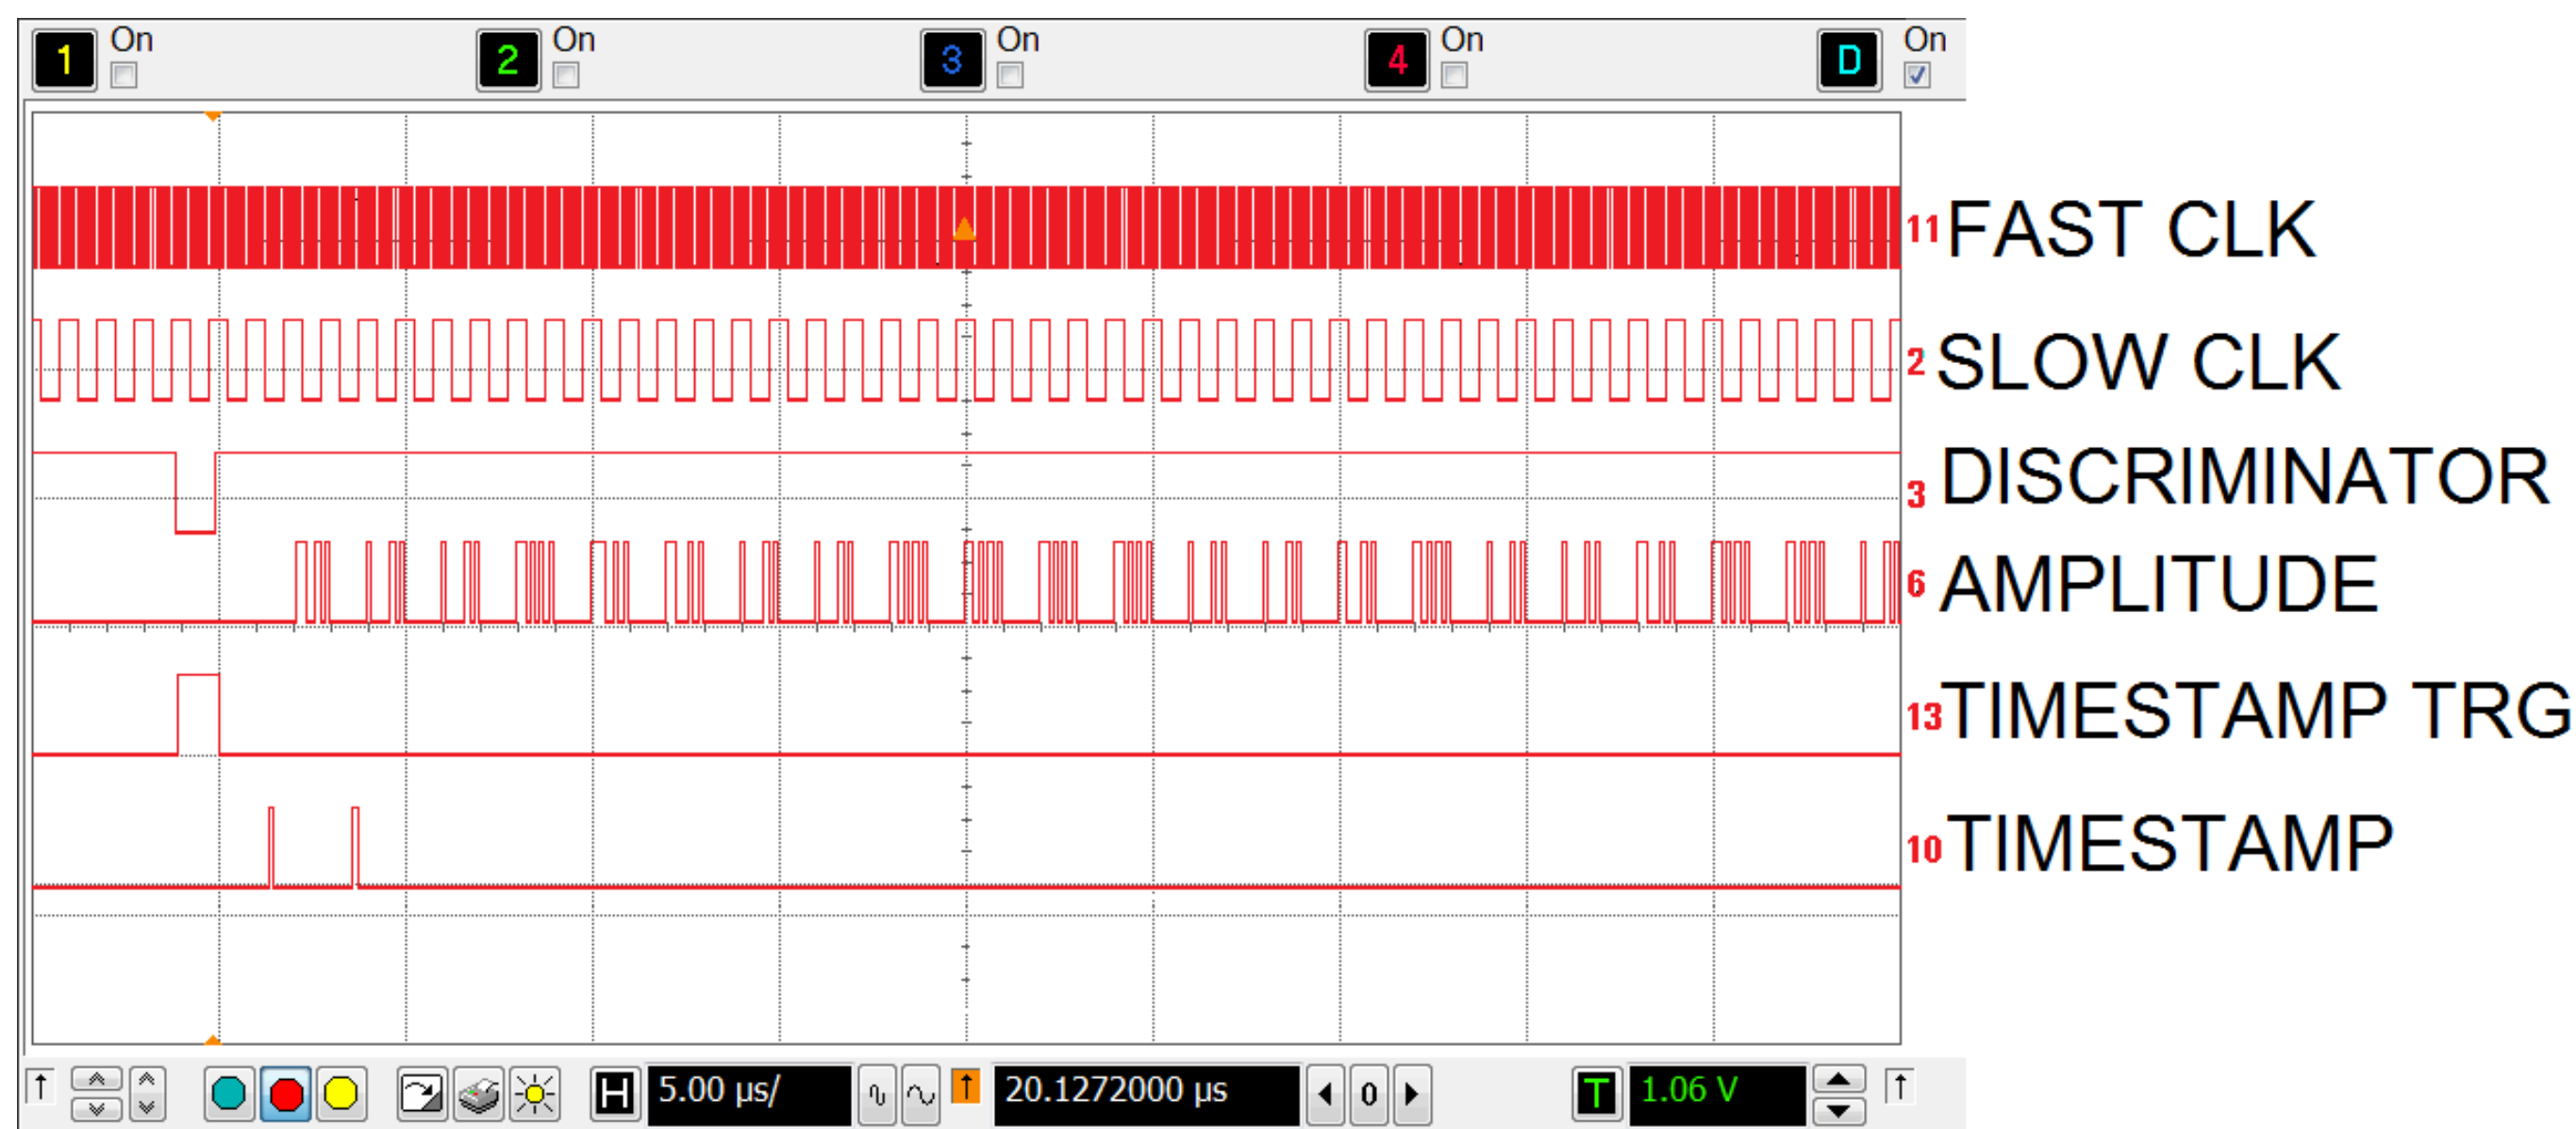 1 On 2 On 3 On 4 On D On
11 FAST CLK
2 SLOW CLK
3 DISCRIMINATOR
6 AMPLITUDE
13 TIMESTAMP TRG
10 TIMESTAMP
H 5.00 µs/ 20.1272000 µs 0 T 1.06 V